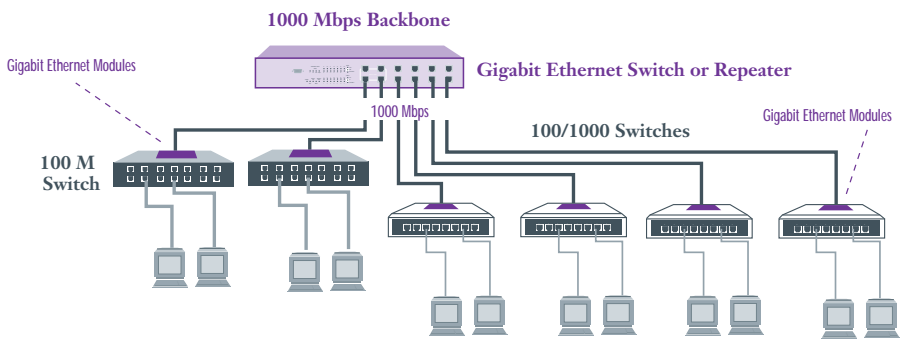 1000 Mbps Backbone
Gigabit Ethernet Modules
Gigabit Ethernet Switch or Repeater
1000 Mbps
Gigabit Ethernet Modules
100/1000 Switches
100 M
Switch